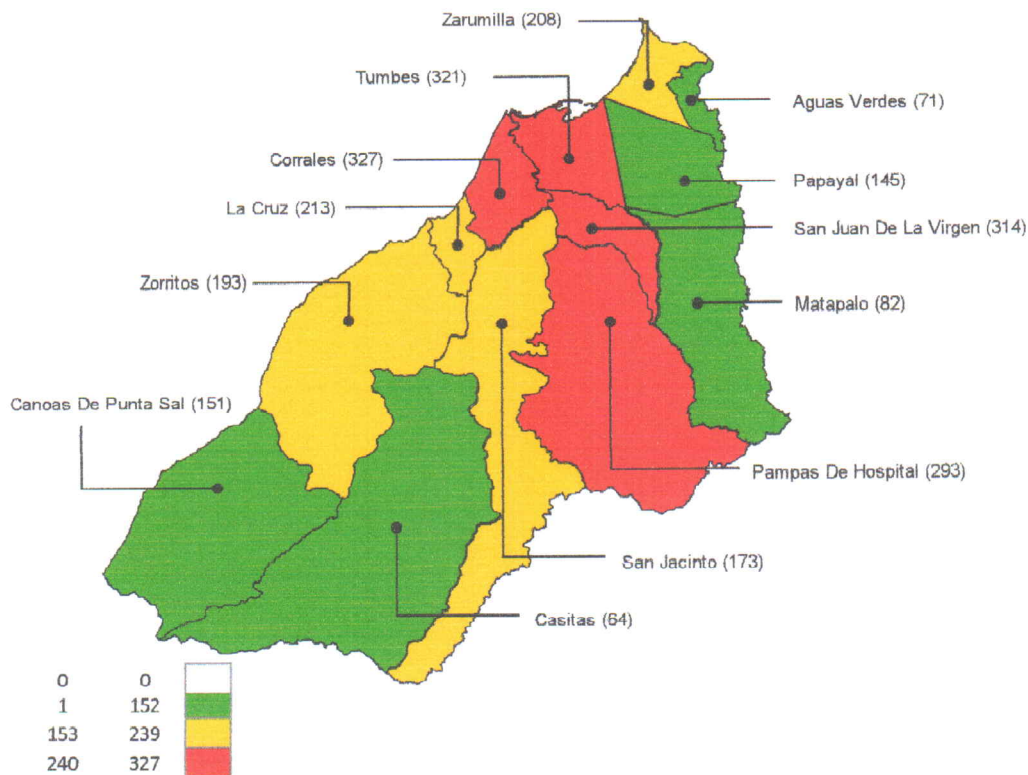 Zarumilla (208)
Tumbes (321)
Aguas Verdes (71)
Corrales (327)
Papayal (145)
La Cruz (213)
San Juan De La Virgen (314)
Zorritos (193)
Matapalo (82)
Canoas De Punta Sal (151)
Pampas De Hospital (293)
San Jacinto (173)
Casitas (64)
0 0
1 152
153 239
240 327